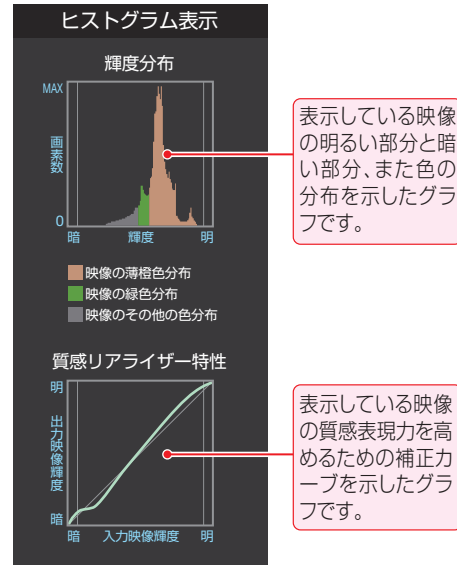 ヒストグラム表示
輝度分布
MAX
画素数
0
暗 輝度 明
表示している映像
の明るい部分と暗
い部分、また色の
分布を示したグラ
フです。
映像の薄橙色分布
映像の緑色分布
映像のその他の色分布
質感リアライザー特性
明
出力映像輝度
暗
暗 入力映像輝度 明
表示している映像
の質感表現力を高
めるための補正カ
ーブを示したグラ
フです。